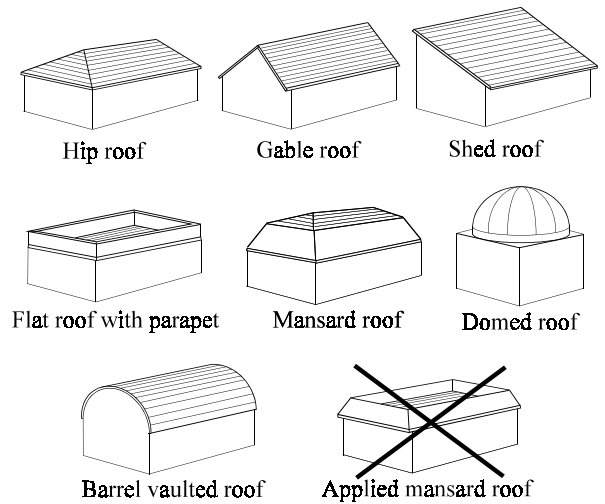 Hip roof
Gable roof
Shed roof
Flat roof with parapet
Mansard roof
Domed roof
Barrel vaulted roof
Applied mansard roof